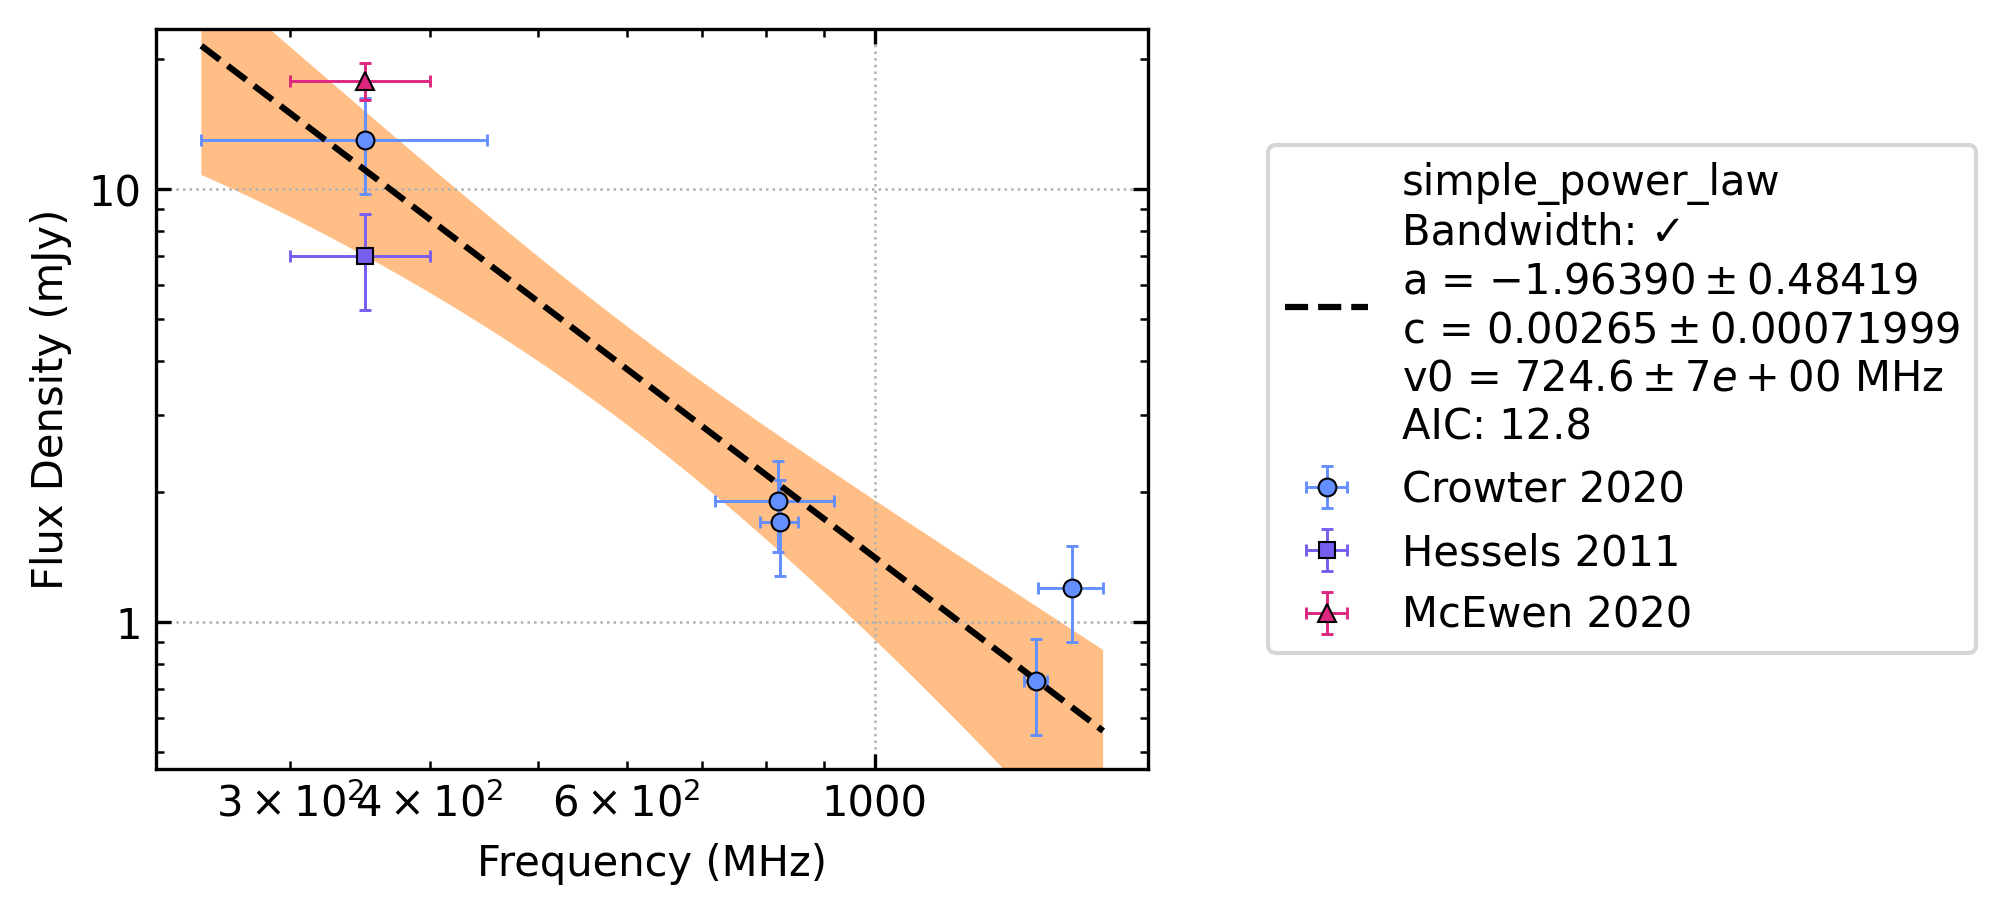 Flux Density (mJy)
10
1
3 × 10²
4 × 10²
6 × 10²
1000
Frequency (MHz)
simple_power_law
Bandwidth: ✓
a = −1.96390 ± 0.48419
c = 0.00265 ± 0.00071999
v0 = 724.6 ± 7e + 00 MHz
AIC: 12.8
Crowter 2020
Hessels 2011
McEwen 2020